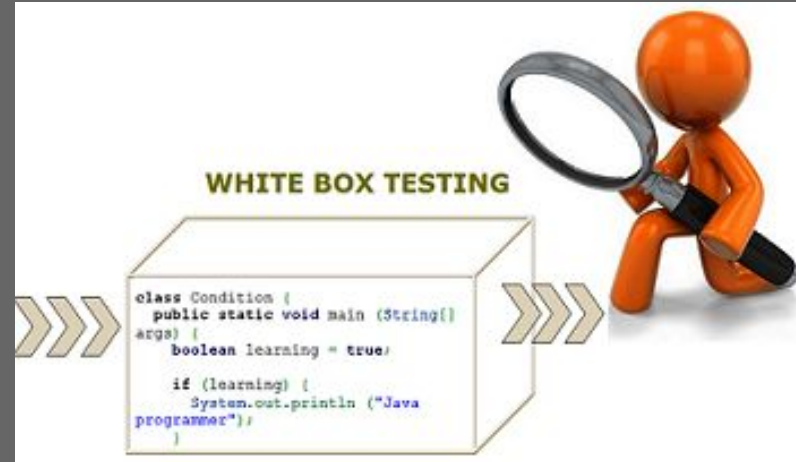 WHITE BOX TESTING
class Condition {
public static void main (String[]
args) {
boolean learning = true;
if (learning) {
System.out.println ("Java
programmer");
}